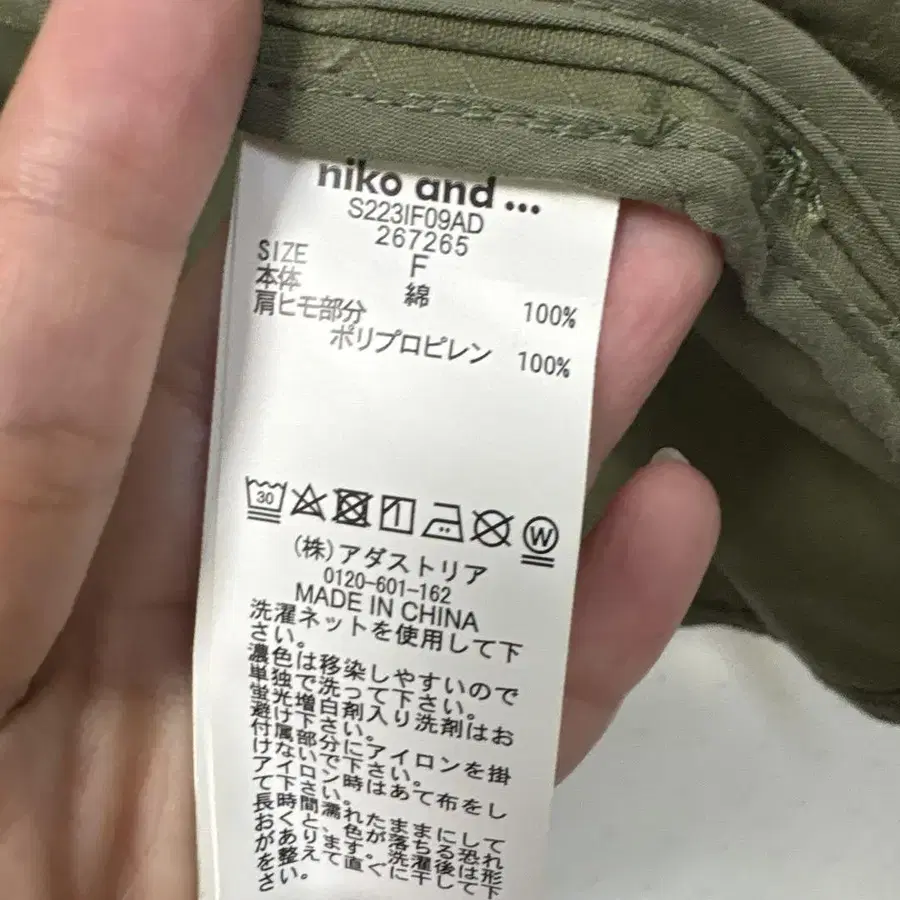 niko and ...
S223IF09AD
267265
SIZE F
本体 綿 100%
肩ヒモ部分
ポリプロピレン 100%
30
W
(株)アダストリア
0120-601-162
MADE IN CHINA
洗濯ネットを使用して下
さい。
濃色は移染しやすいので
単独で洗って下さい。
蛍光増白剤入り洗剤はお
避け下さい。
付属部分にアイロンを掛
けないで下さい。
アイロン時はあて布をし
て下さい。
長時間濡れたままにして
おくと、色が落ちる恐れ
があります。洗濯後は形
を整えて直ぐに干して下
さい。